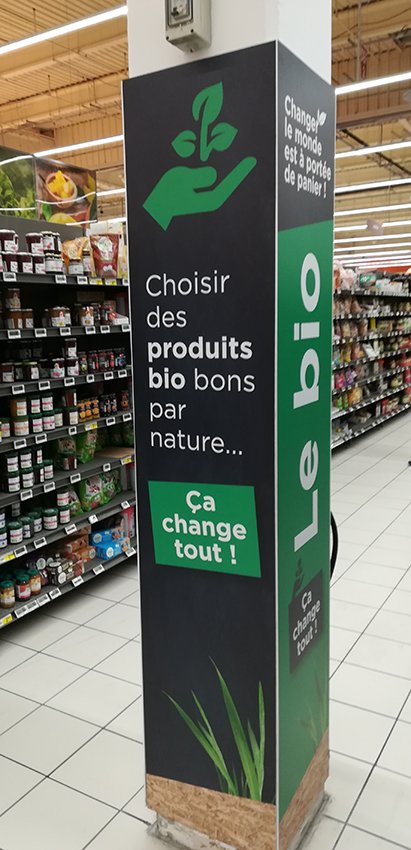 Choisir
des
produits
bio bons
par
nature...
Ça
change
tout !
Changer
le monde
est à portée
de panier !
Le bio
Ça
change
tout !